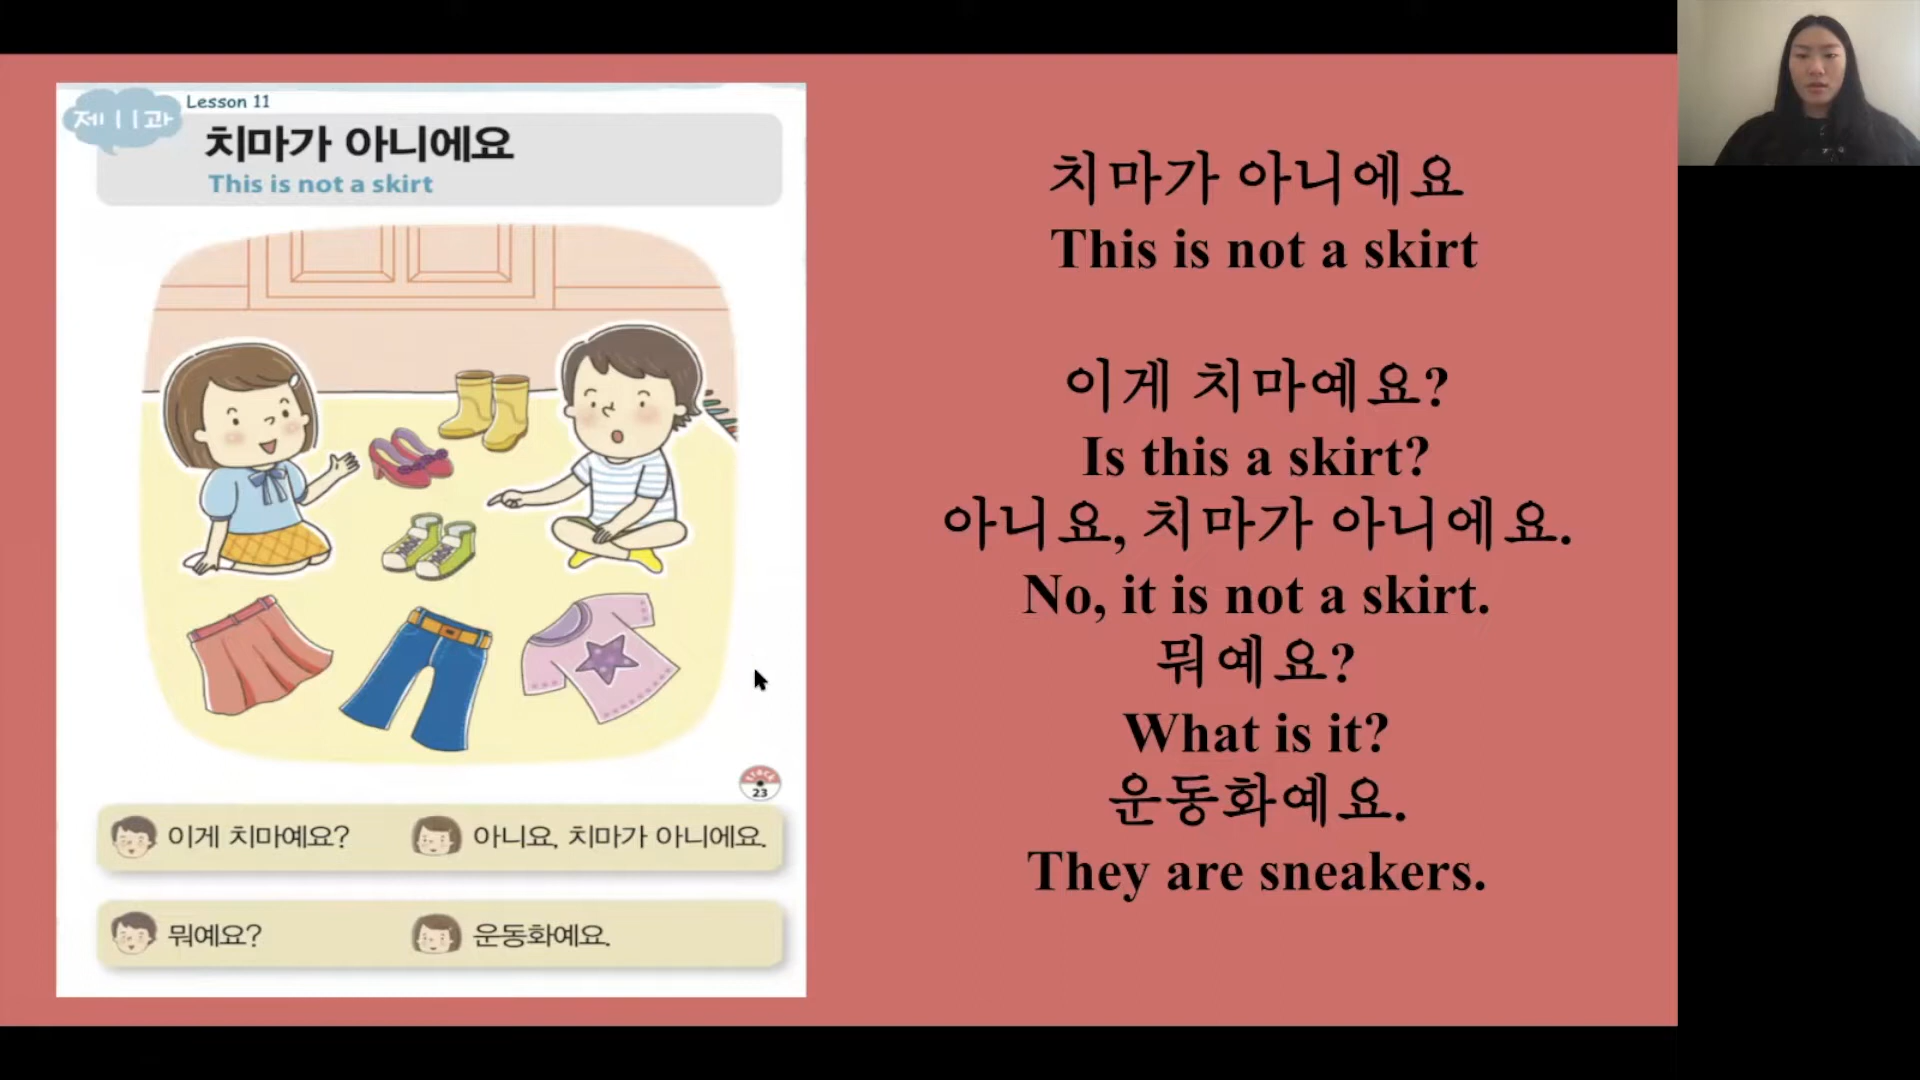 제11과
Lesson 11
치마가 아니에요
This is not a skirt
track
23
이게 치마예요?
아니요, 치마가 아니에요.
뭐예요?
운동화예요.
치마가 아니에요
This is not a skirt
이게 치마예요?
Is this a skirt?
아니요, 치마가 아니에요.
No, it is not a skirt.
뭐예요?
What is it?
운동화예요.
They are sneakers.